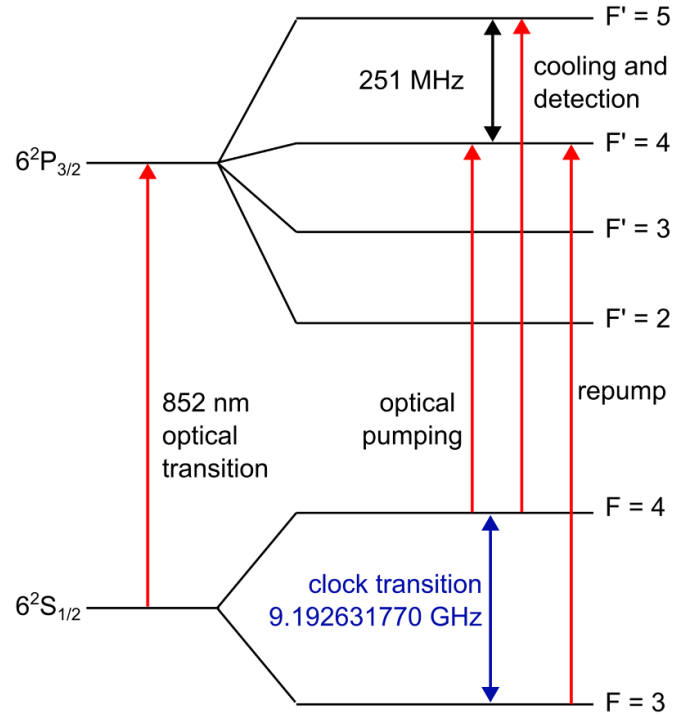 F' = 5
251 MHz
cooling and
detection
6²P₃/₂
F' = 4
F' = 3
F' = 2
852 nm
optical
transition
optical
pumping
repump
F = 4
clock transition
9.192631770 GHz
6²S₁/₂
F = 3